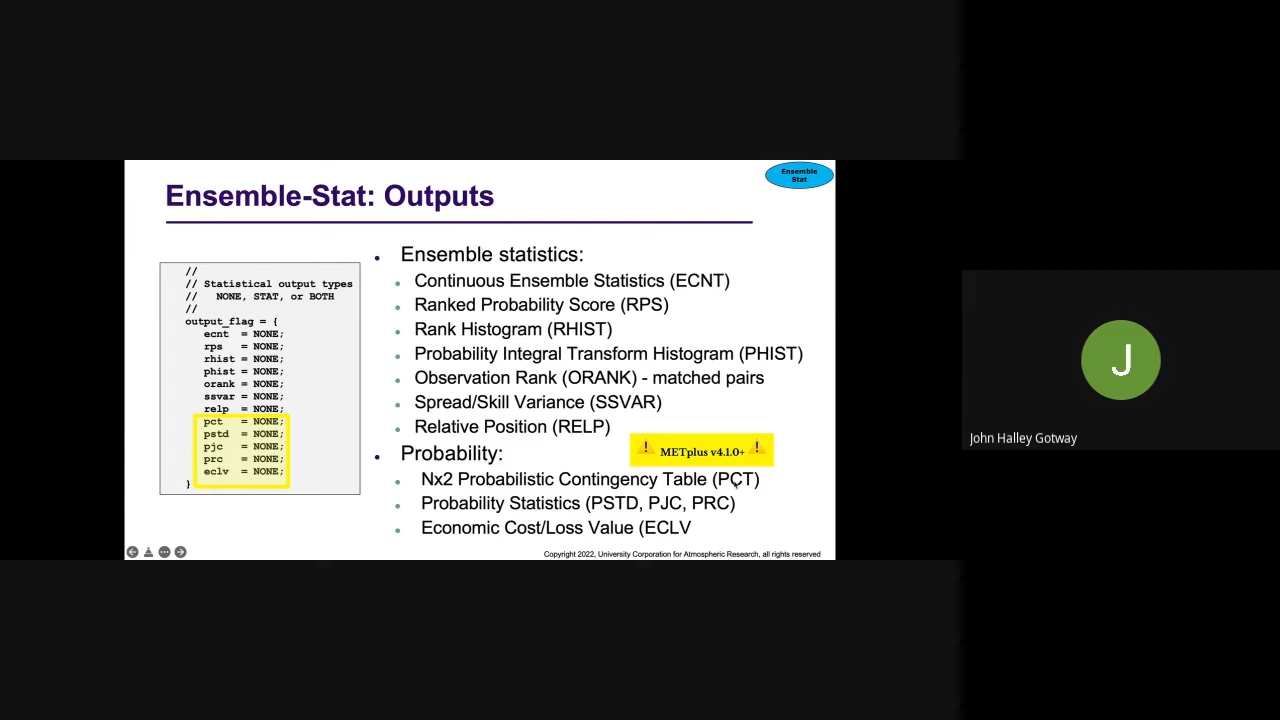 Ensemble
Stat
Ensemble-Stat: Outputs
//
// Statistical output types
//   NONE, STAT, or BOTH
//
output_flag = {
ecnt  = NONE;
rps   = NONE;
rhist = NONE;
phist = NONE;
orank = NONE;
ssvar = NONE;
relp  = NONE;
pct   = NONE;
pstd  = NONE;
pjc   = NONE;
prc   = NONE;
eclv  = NONE;
}
• Ensemble statistics:
• Continuous Ensemble Statistics (ECNT)
• Ranked Probability Score (RPS)
• Rank Histogram (RHIST)
• Probability Integral Transform Histogram (PHIST)
• Observation Rank (ORANK) - matched pairs
• Spread/Skill Variance (SSVAR)
• Relative Position (RELP)
• Probability:
METplus v4.1.0+
• Nx2 Probabilistic Contingency Table (PCT)
• Probability Statistics (PSTD, PJC, PRC)
• Economic Cost/Loss Value (ECLV
Copyright 2022, University Corporation for Atmospheric Research, all rights reserved
J
John Halley Gotway